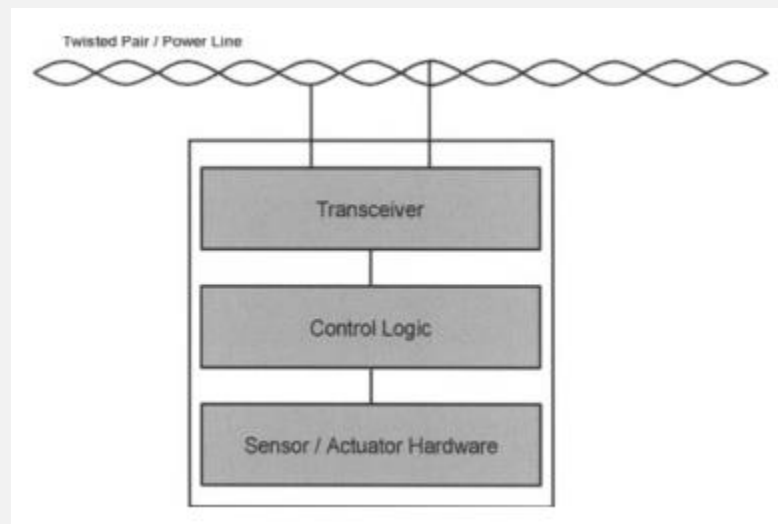 Twisted Pair / Power Line
Transceiver
Control Logic
Sensor / Actuator Hardware